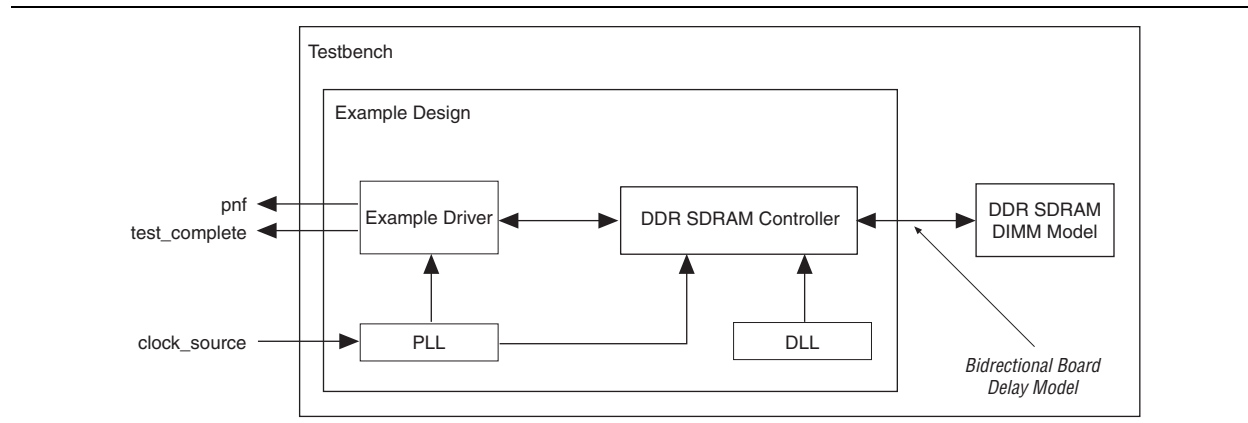 Testbench
Example Design
pnf
test_complete
Example Driver
DDR SDRAM Controller
DDR SDRAM
DIMM Model
clock_source
PLL
DLL
Bidrectional Board
Delay Model